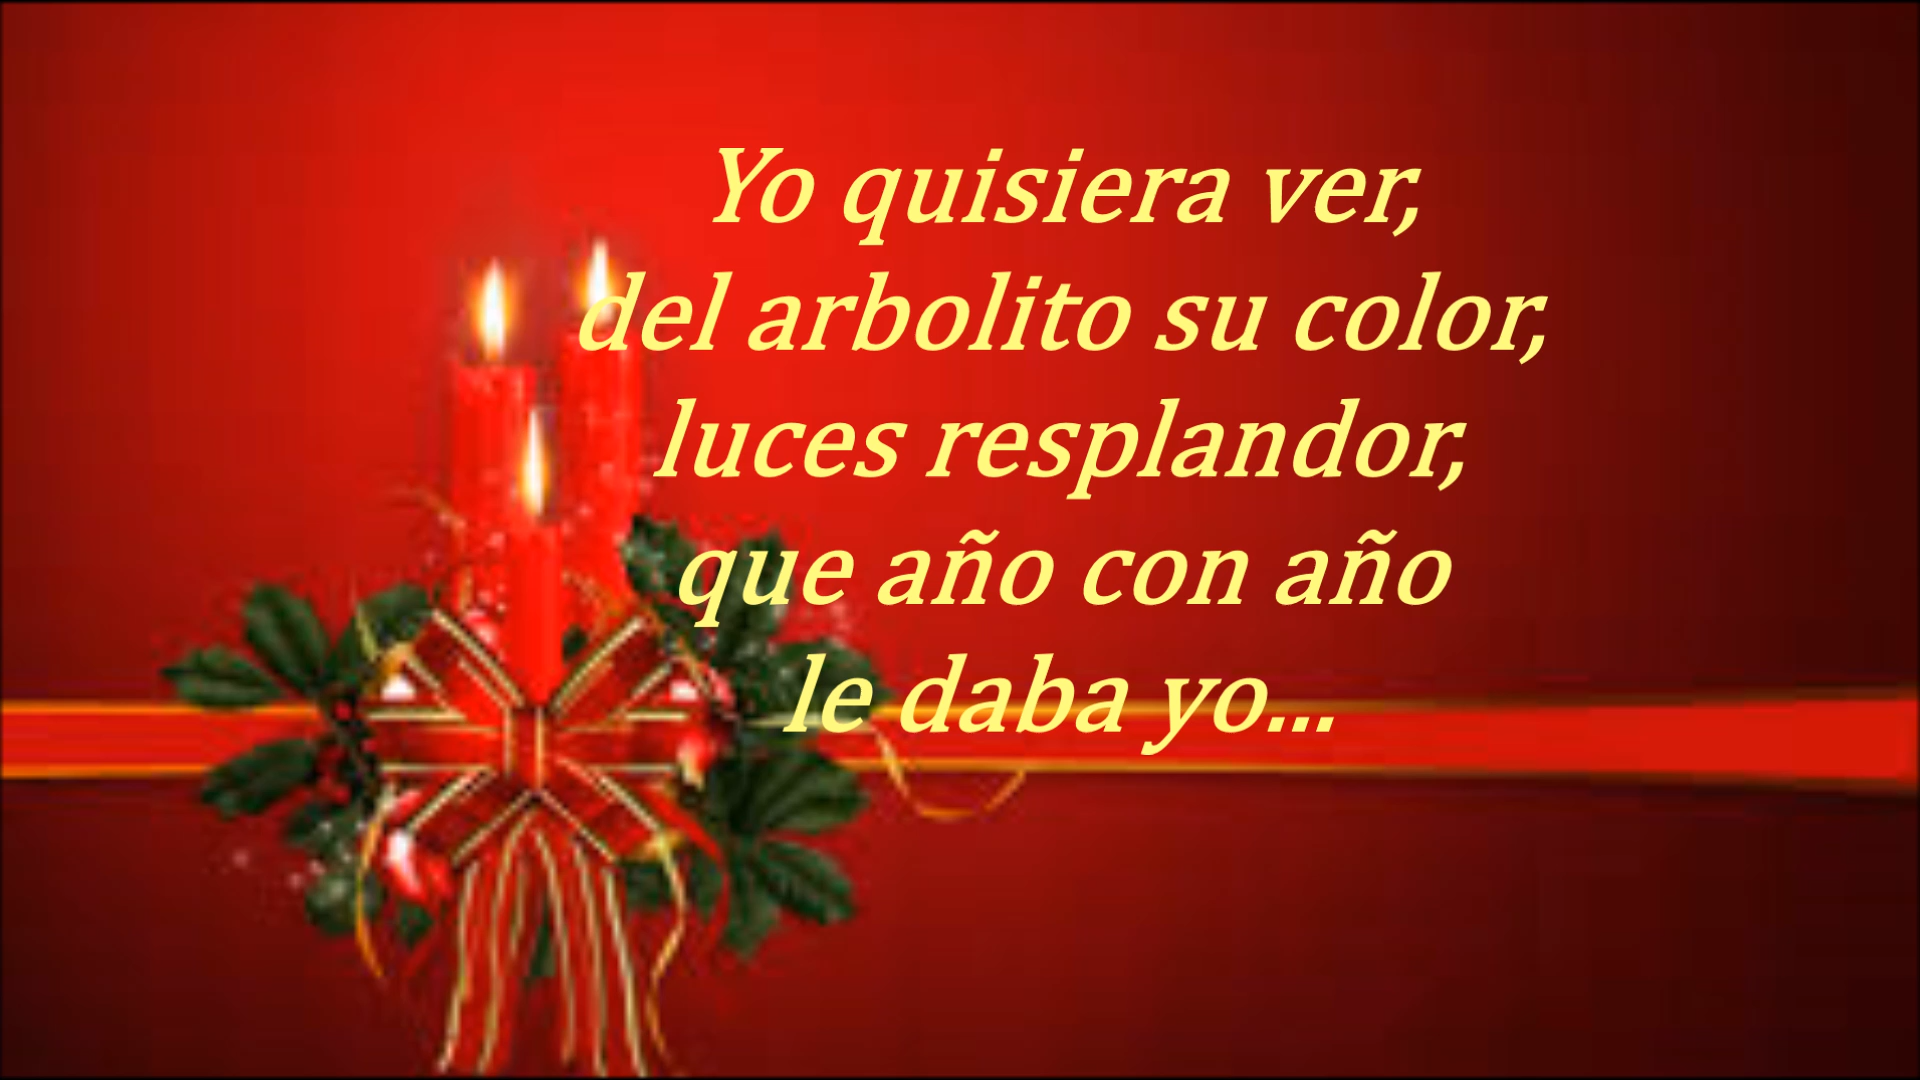 Yo quisiera ver,
del arbolito su color,
luces resplandor,
que año con año
le daba yo...